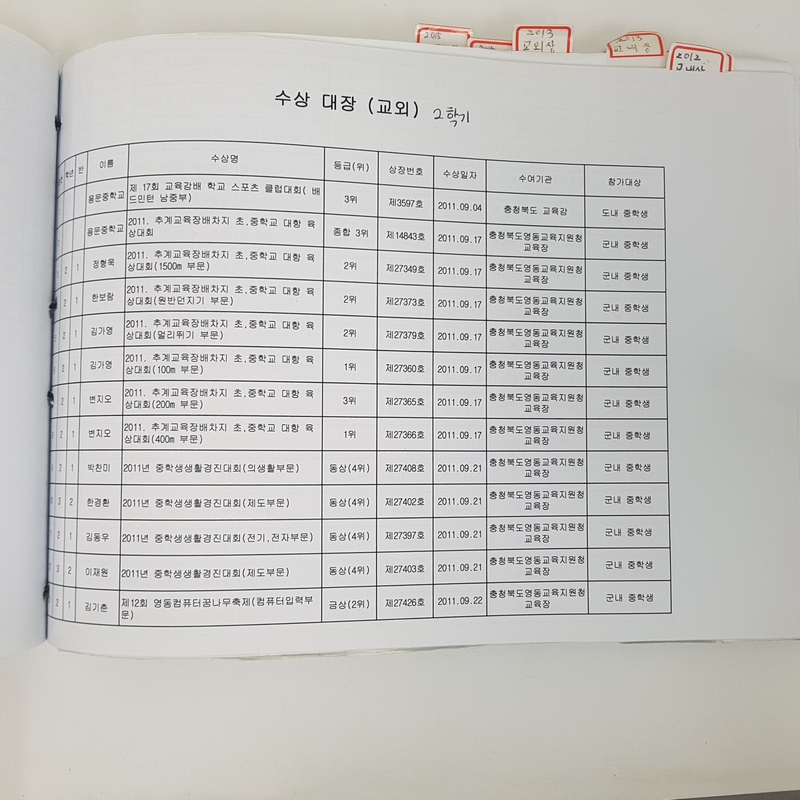 2015
2013
교외상
2013
교내상
2012
교내상
수상 대장 (교외) 2학기
학년 반 이름 수상명 등급(위) 상장번호 수상일자 수여기관 참가대상
용문중학교 제 17회 교육감배 학교 스포츠 클럽대회( 배드민턴 남중부) 3위 제3597호 2011.09.04 충청북도 교육감 도내 중학생
용문중학교 2011. 추계교육장배차지 초,중학교 대항 육상대회 종합 3위 제14843호 2011.09.17 충청북도영동교육지원청교육장 군내 중학생
2 1 정형욱 2011. 추계교육장배차지 초,중학교 대항 육상대회(1500m 부문) 2위 제27349호 2011.09.17 충청북도영동교육지원청교육장 군내 중학생
2 1 한보람 2011. 추계교육장배차지 초,중학교 대항 육상대회(원반던지기 부문) 2위 제27373호 2011.09.17 충청북도영동교육지원청교육장 군내 중학생
2 1 김가영 2011. 추계교육장배차지 초,중학교 대항 육상대회(멀리뛰기 부문) 2위 제27379호 2011.09.17 충청북도영동교육지원청교육장 군내 중학생
2 1 김가영 2011. 추계교육장배차지 초,중학교 대항 육상대회(100m 부문) 1위 제27360호 2011.09.17 충청북도영동교육지원청교육장 군내 중학생
2 1 변지오 2011. 추계교육장배차지 초,중학교 대항 육상대회(200m 부문) 3위 제27365호 2011.09.17 충청북도영동교육지원청교육장 군내 중학생
2 1 변지오 2011. 추계교육장배차지 초,중학교 대항 육상대회(400m 부문) 1위 제27366호 2011.09.17 충청북도영동교육지원청교육장 군내 중학생
2 1 박찬미 2011년 중학생생활경진대회(의생활부문) 동상(4위) 제27408호 2011.09.21 충청북도영동교육지원청교육장 군내 중학생
3 2 한경환 2011년 중학생생활경진대회(제도부문) 동상(4위) 제27402호 2011.09.21 충청북도영동교육지원청교육장 군내 중학생
2 1 김동우 2011년 중학생생활경진대회(전기,전자부문) 동상(4위) 제27397호 2011.09.21 충청북도영동교육지원청교육장 군내 중학생
3 2 이재원 2011년 중학생생활경진대회(제도부문) 동상(4위) 제27403호 2011.09.21 충청북도영동교육지원청교육장 군내 중학생
2 1 김기춘 제12회 영동컴퓨터꿈나무축제(컴퓨터입력부문) 금상(2위) 제27426호 2011.09.22 충청북도영동교육지원청교육장 군내 중학생